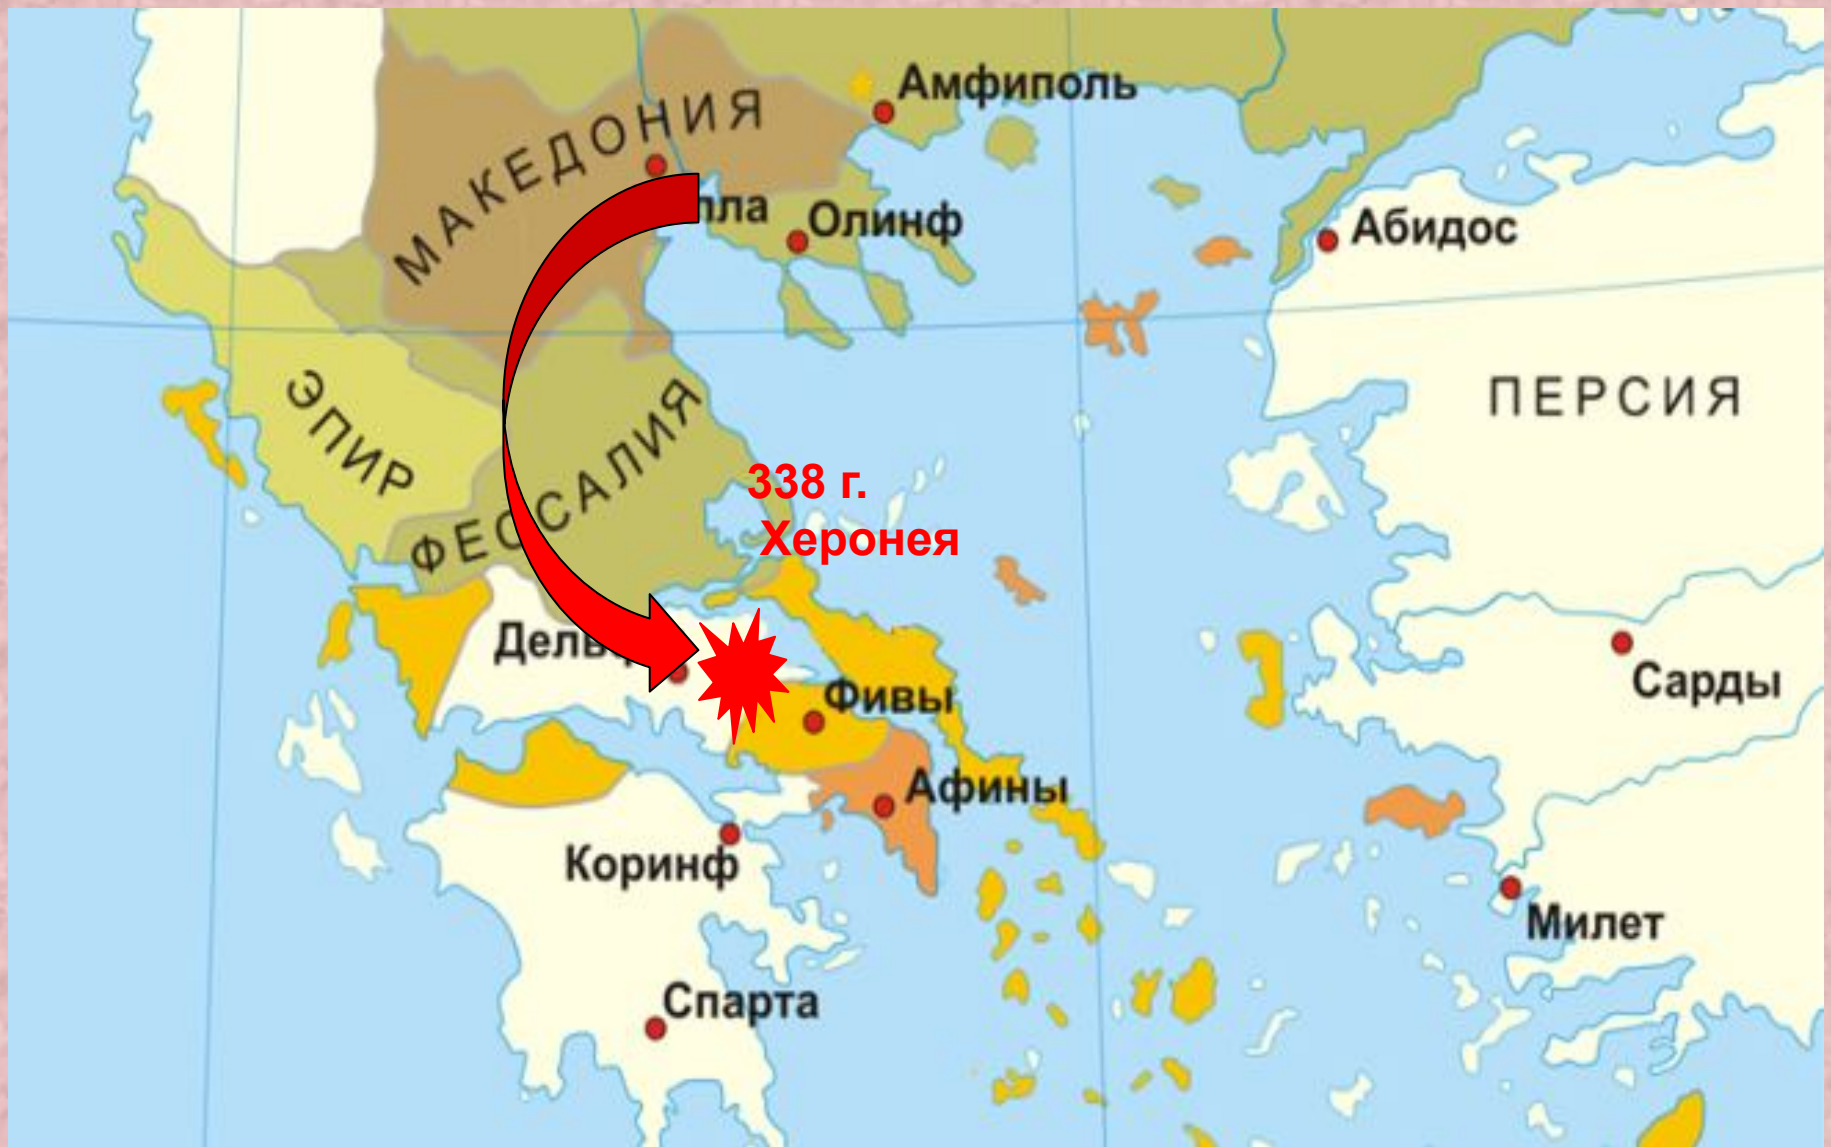 Амфиполь
МАКЕДОНИЯ
Олинф
Абидос
ПЕРСИЯ
ЭПИР
ФЕССАЛИЯ
338 г.
Херонея
Сарды
Фивы
Афины
Коринф
Милет
Спарта